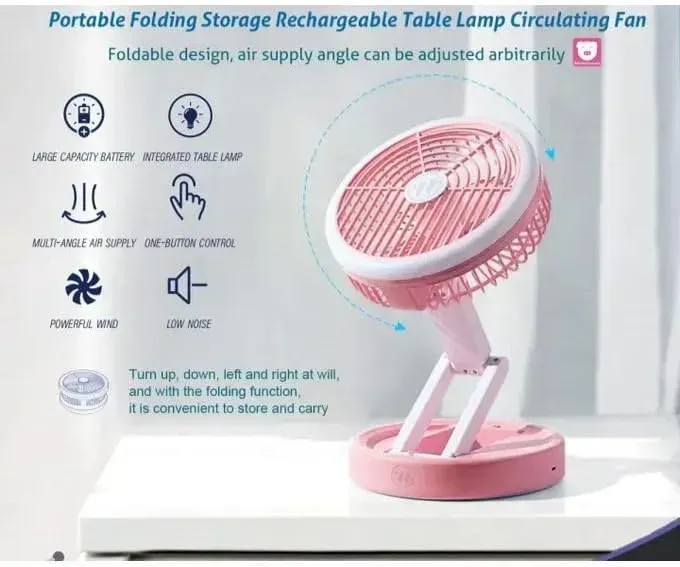 Portable Folding Storage Rechargeable Table Lamp Circulating Fan
Foldable design, air supply angle can be adjusted arbitrarily
LARGE CAPACITY BATTERY
INTEGRATED TABLE LAMP
MULTI-ANGLE AIR SUPPLY
ONE-BUTTON CONTROL
POWERFUL WIND
LOW NOISE
Turn up, down, left and right at will,
and with the folding function,
it is convenient to store and carry